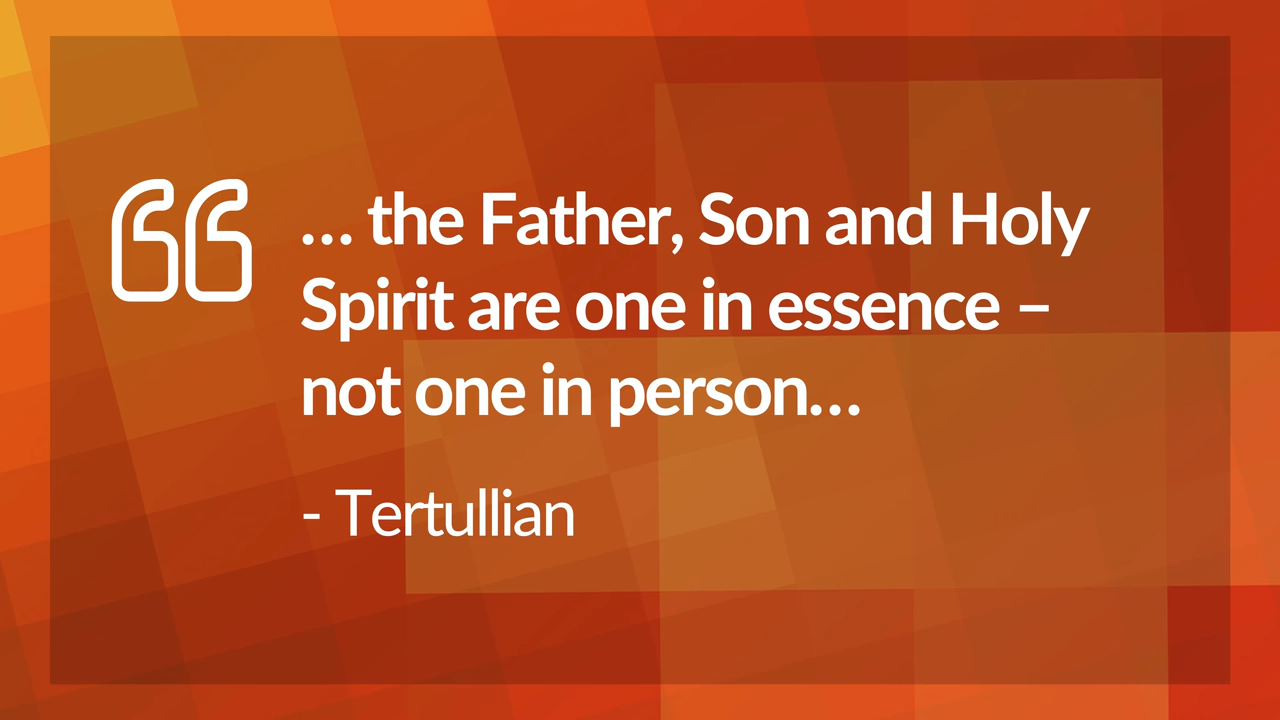 … the Father, Son and Holy
Spirit are one in essence –
not one in person…
- Tertullian